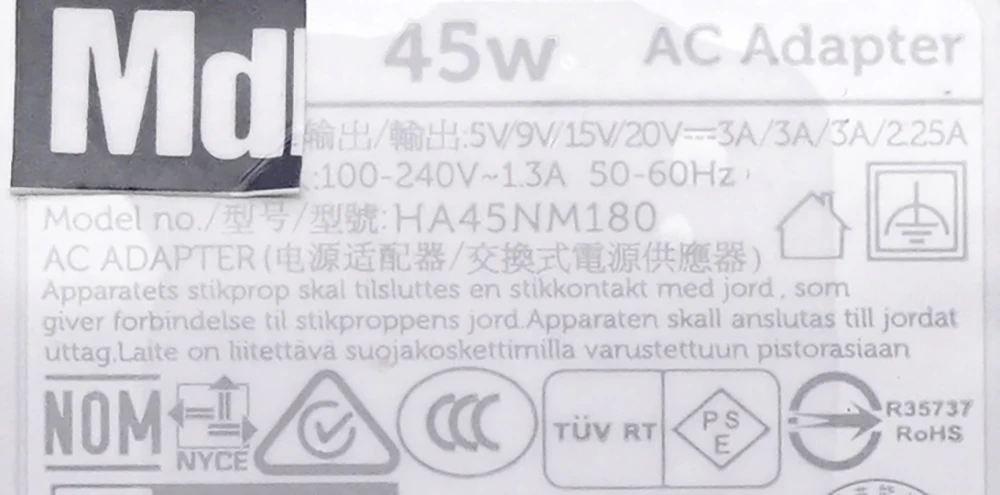 Md
45w AC Adapter
输出/輸出:5V/9V/15V/20V⎓3A/3A/3A/2.25A
:100-240V~1.3A 50-60Hz
Model no./型号/型號:HA45NM180
AC ADAPTER(电源适配器/交換式電源供應器)
Apparatets stikprop skal tilsluttes en stikkontakt med jord, som
giver forbindelse til stikproppens jord.Apparaten skall anslutas till jordat
uttag.Laite on liitettävä suojakoskettimilla varustettuun pistorasiaan
NOM NYCE CCC TÜV RT PSE R35737
RoHS